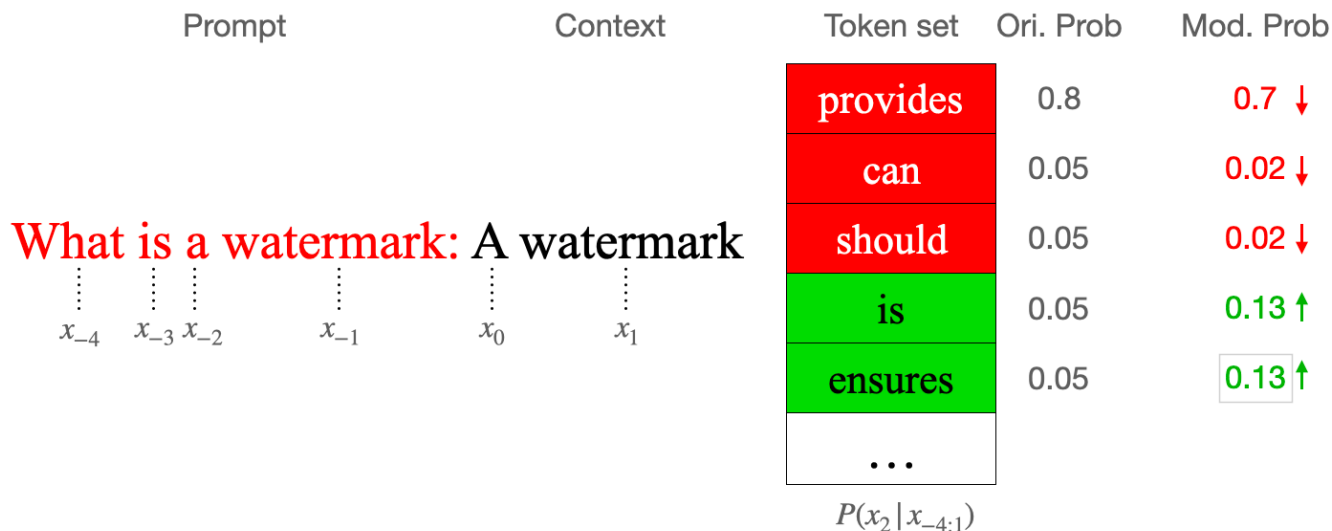 Prompt Context Token set Ori. Prob Mod. Prob
provides 0.8 0.7 ↓
can 0.05 0.02 ↓
should 0.05 0.02 ↓
What is a watermark: A watermark
is 0.05 0.13 ↑
x₋₄ x₋₃ x₋₂ x₋₁ x₀ x₁
ensures 0.05 0.13 ↑
...
P(x₂|x₋₄:₁)